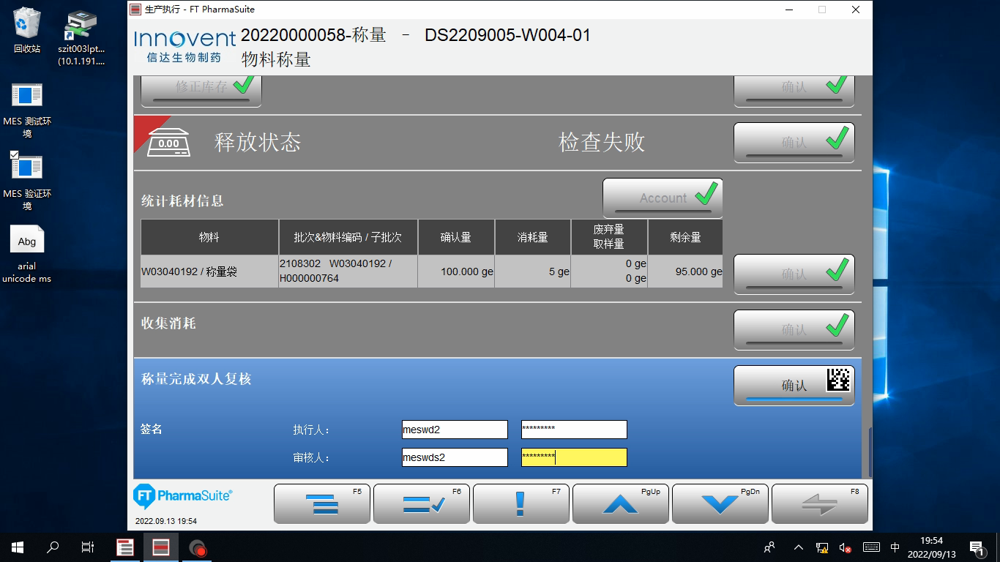 生产执行 - FT PharmaSuite
回收站
szit003lpt...
(10.1.191....
MES 测试环
境
MES 验证环
境
Abg
arial
unicode ms
Innovent
信达生物制药
20220000058-称量 - DS2209005-W004-01
物料称量
修正库存
确认
0.00
释放状态
检查失败
确认
统计耗材信息
Account
物料
批次&物料编码 / 子批次
确认量
消耗量
废弃量
取样量
剩余量
W03040192 / 称量袋
2108302 W03040192 /
H000000764
100.000 ge
5 ge
0 ge
0 ge
95.000 ge
确认
收集消耗
确认
称量完成双人复核
确认
签名
执行人:
meswd2
*********
审核人:
meswds2
*********
FT PharmaSuite®
2022.09.13 19:54
F5
F6
F7
PgUp
PgDn
F8
中
19:54
2022/09/13
1